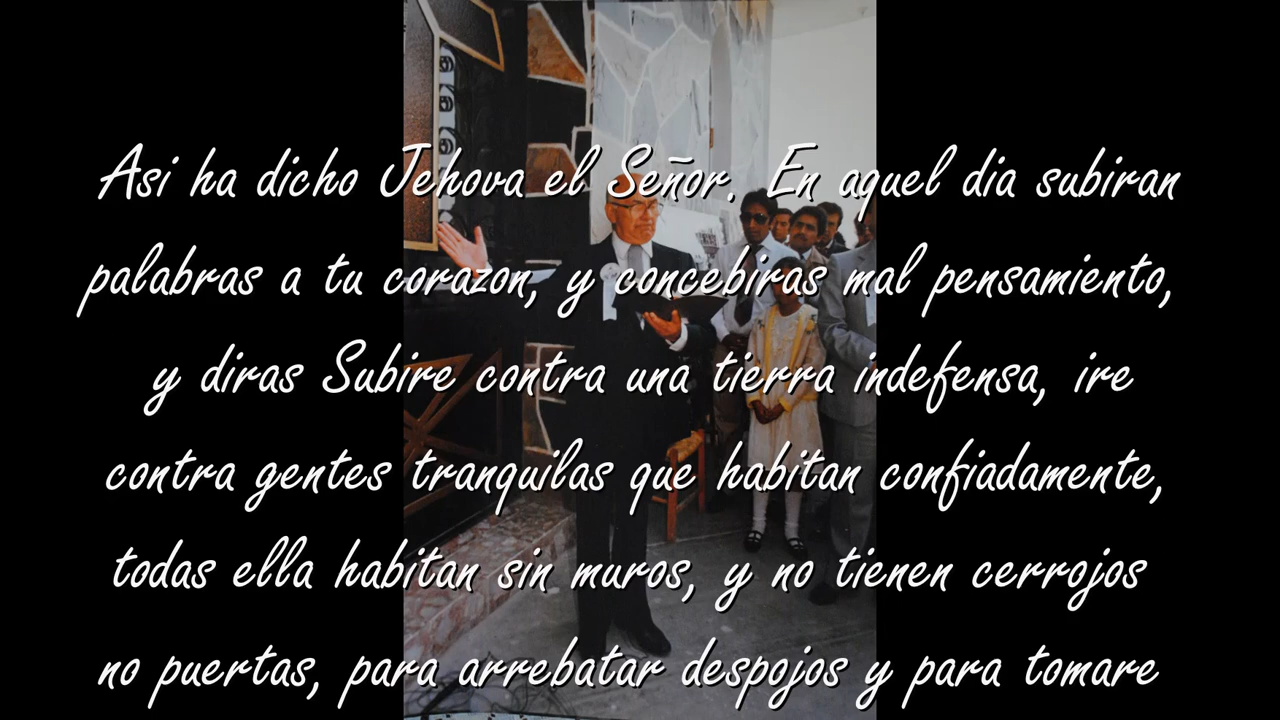 Asi ha dicho Jehova el Señor. En aquel dia subiran
palabras a tu corazon, y concebiras mal pensamiento,
y diras Subire contra una tierra indefensa, ire
contra gentes tranquilas que habitan confiadamente,
todas ella habitan sin muros, y no tienen cerrojos
no puertas, para arrebatar despojos y para tomare